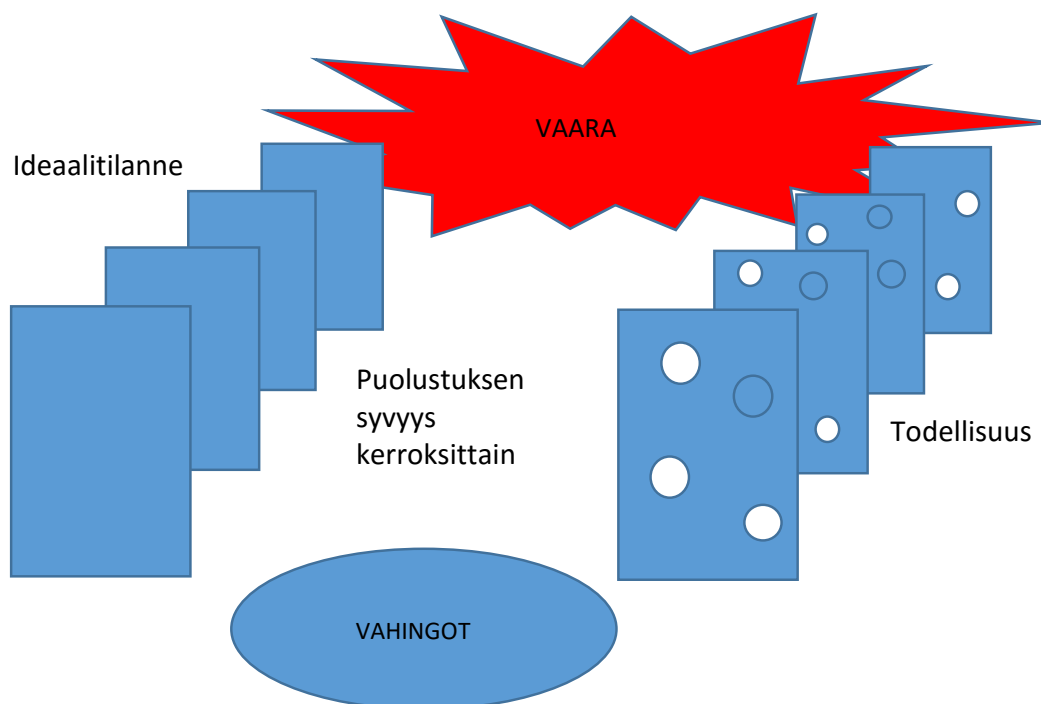 VAARA
Ideaalitilanne
Puolustuksen
syvyys
kerroksittain
Todellisuus
VAHINGOT